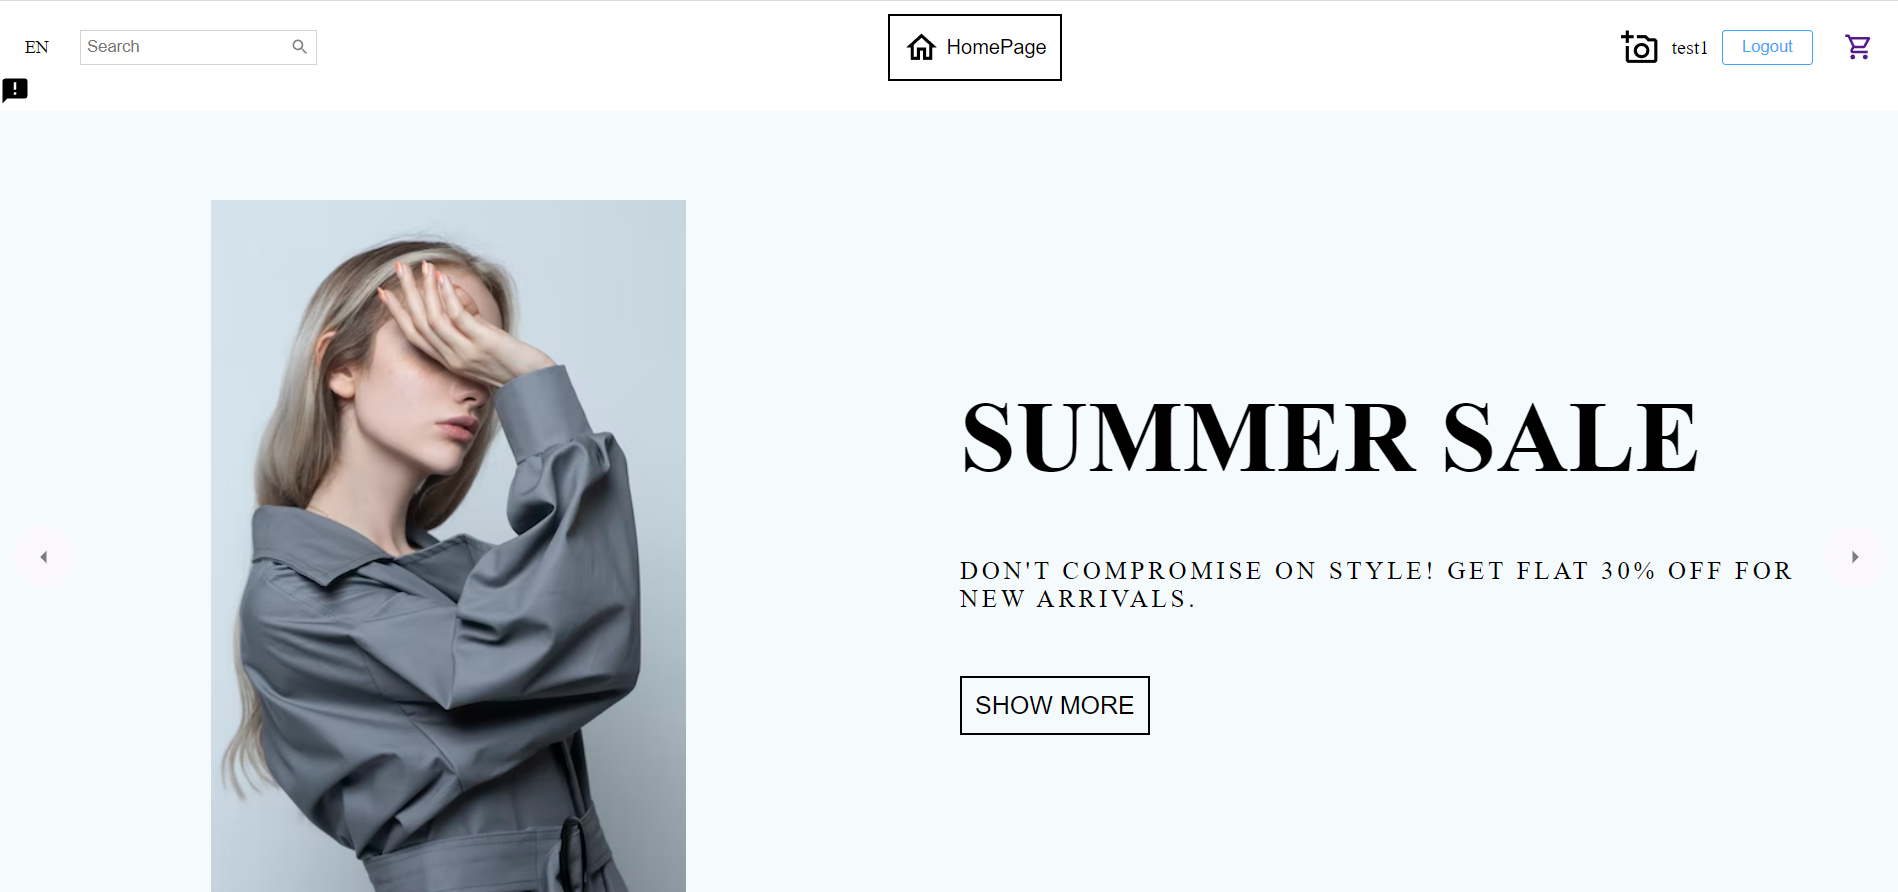 EN
Search
HomePage
test1
Logout
SUMMER SALE
DON'T COMPROMISE ON STYLE! GET FLAT 30% OFF FOR
NEW ARRIVALS.
SHOW MORE